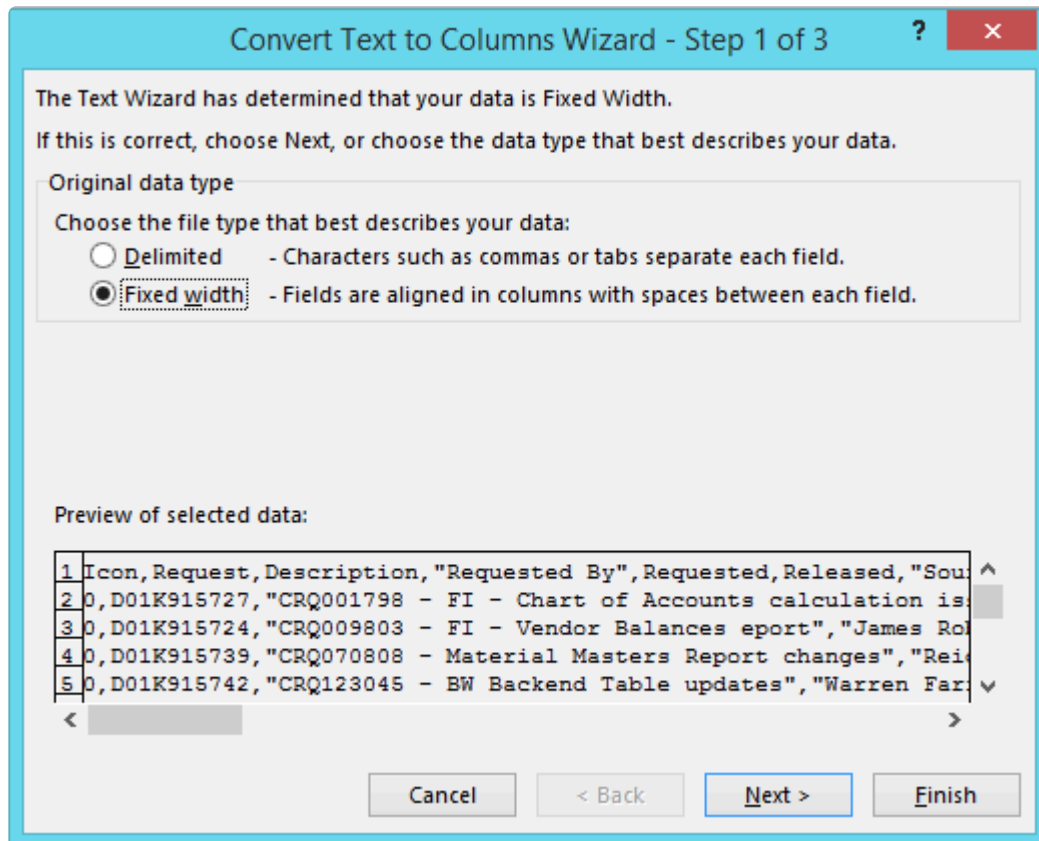 Convert Text to Columns Wizard - Step 1 of 3 ?
The Text Wizard has determined that your data is Fixed Width.
If this is correct, choose Next, or choose the data type that best describes your data.
Original data type
Choose the file type that best describes your data:
Delimited - Characters such as commas or tabs separate each field.
Fixed width - Fields are aligned in columns with spaces between each field.
Preview of selected data:
1 Icon,Request,Description,"Requested By",Requested,Released,"Sou
2 0,D01K915727,"CRQ001798 - FI - Chart of Accounts calculation is
3 0,D01K915724,"CRQ009803 - FI - Vendor Balances eport","James Ro
4 0,D01K915739,"CRQ070808 - Material Masters Report changes","Rei
5 0,D01K915742,"CRQ123045 - BW Backend Table updates","Warren Far
Cancel < Back Next > Finish